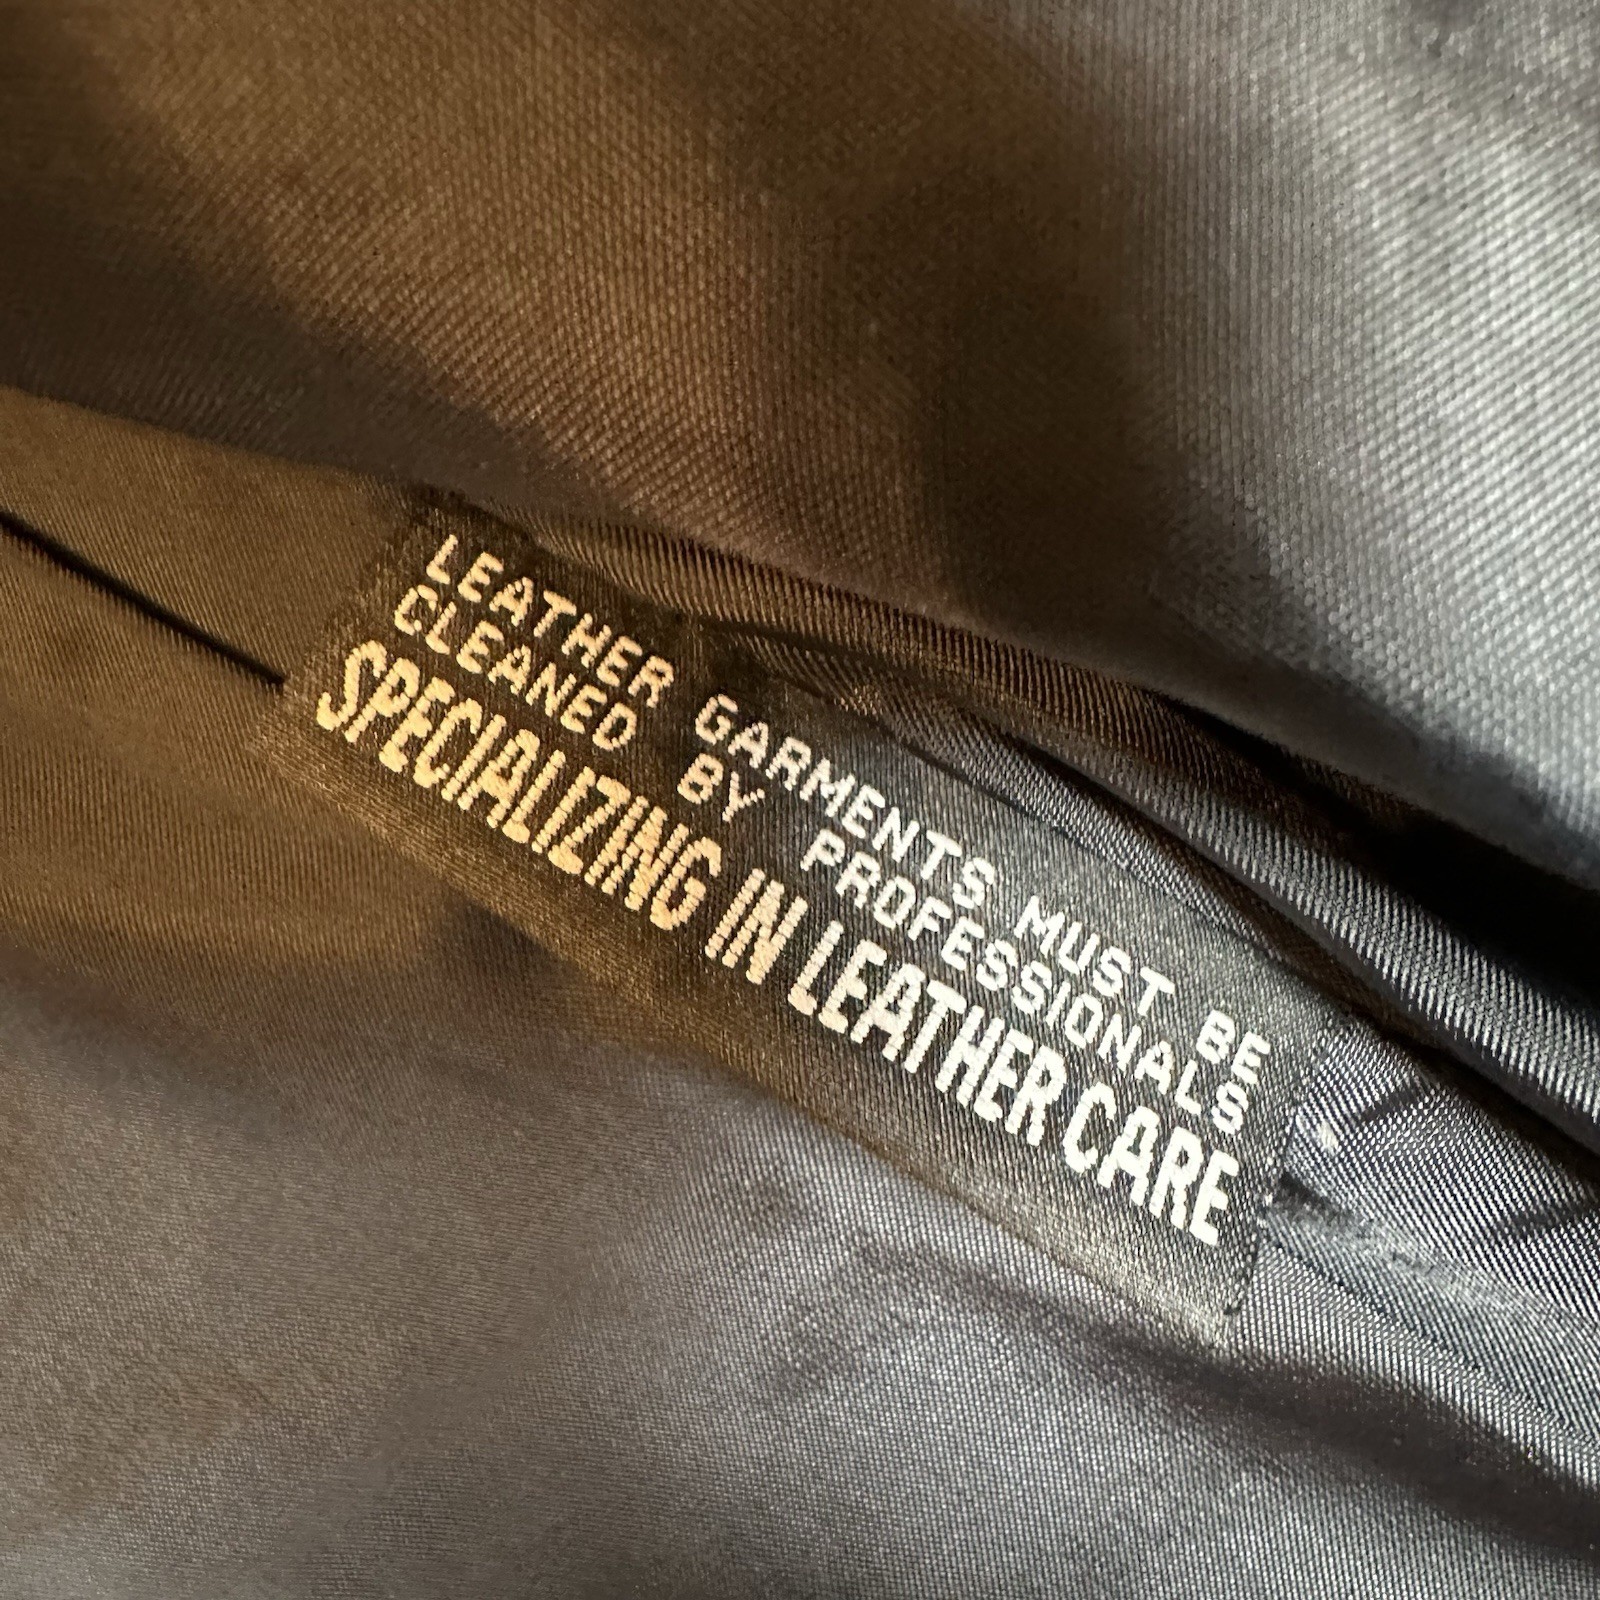 LEATHER GARMENTS MUST BE
CLEANED BY PROFESSIONALS
SPECIALIZING IN LEATHER CARE